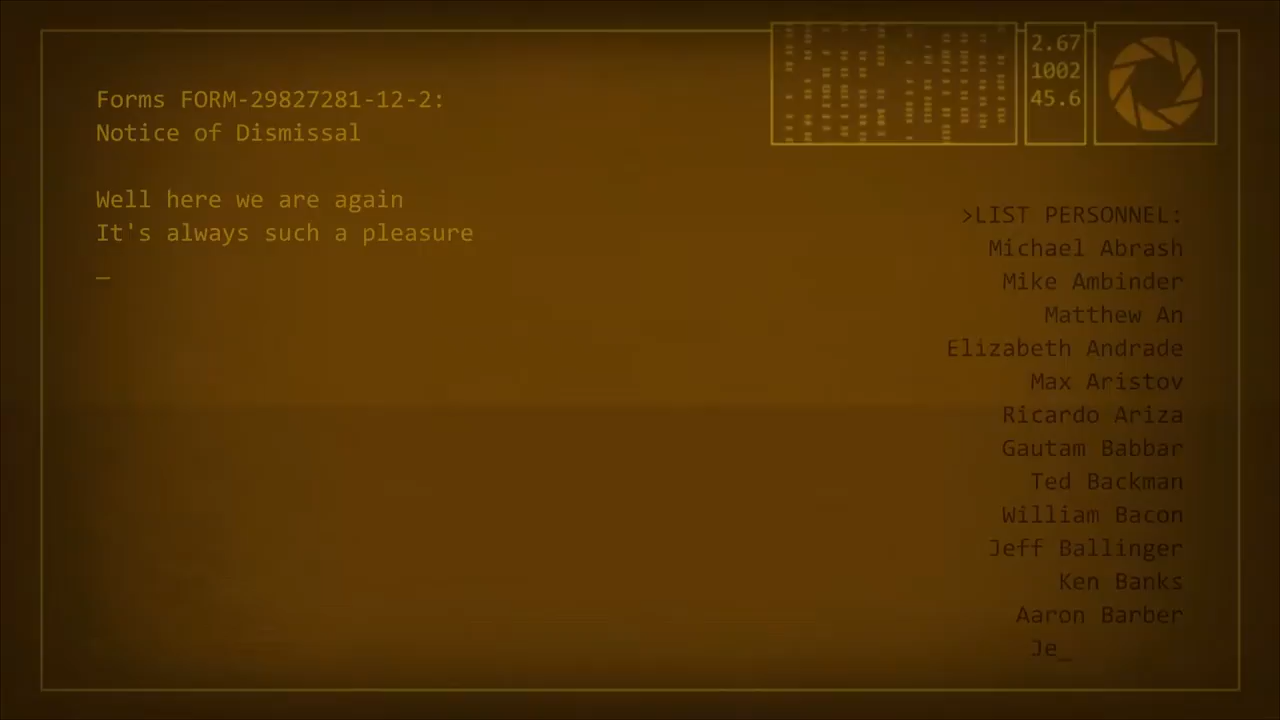 Forms FORM-29827281-12-2:
Notice of Dismissal
Well here we are again
It's always such a pleasure
_
2.67
1002
45.6
>LIST PERSONNEL:
Michael Abrash
Mike Ambinder
Matthew An
Elizabeth Andrade
Max Aristov
Ricardo Ariza
Gautam Babbar
Ted Backman
William Bacon
Jeff Ballinger
Ken Banks
Aaron Barber
Je_